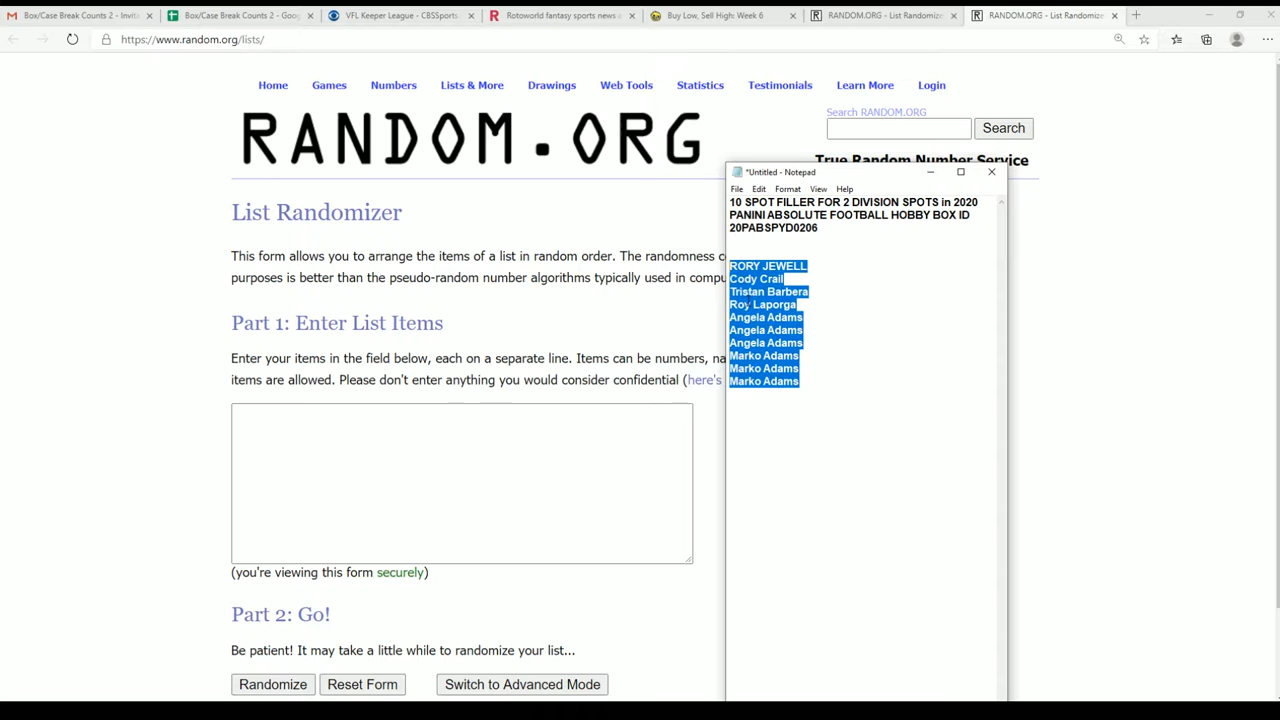 Box/Case Break Counts 2 - Invite
Box/Case Break Counts 2 - Goog
VFL Keeper League - CBSSports.
Rotoworld fantasy sports news a
Buy Low, Sell High: Week 6
RANDOM.ORG - List Randomize
RANDOM.ORG - List Randomize
https://www.random.org/lists/
Home Games Numbers Lists & More Drawings Web Tools Statistics Testimonials Learn More Login
Search RANDOM.ORG
Search
RANDOM.ORG
True Random Number Service
List Randomizer
This form allows you to arrange the items of a list in random order. The randomness c
purposes is better than the pseudo-random number algorithms typically used in compu
Part 1: Enter List Items
Enter your items in the field below, each on a separate line. Items can be numbers, na
items are allowed. Please don't enter anything you would consider confidential (here's
(you're viewing this form securely)
Part 2: Go!
Be patient! It may take a little while to randomize your list...
Randomize Reset Form Switch to Advanced Mode
*Untitled - Notepad
File Edit Format View Help
10 SPOT FILLER FOR 2 DIVISION SPOTS in 2020
PANINI ABSOLUTE FOOTBALL HOBBY BOX ID
20PABSPYD0206
RORY JEWELL
Cody Crail
Tristan Barbera
Roy Laporga
Angela Adams
Angela Adams
Angela Adams
Marko Adams
Marko Adams
Marko Adams